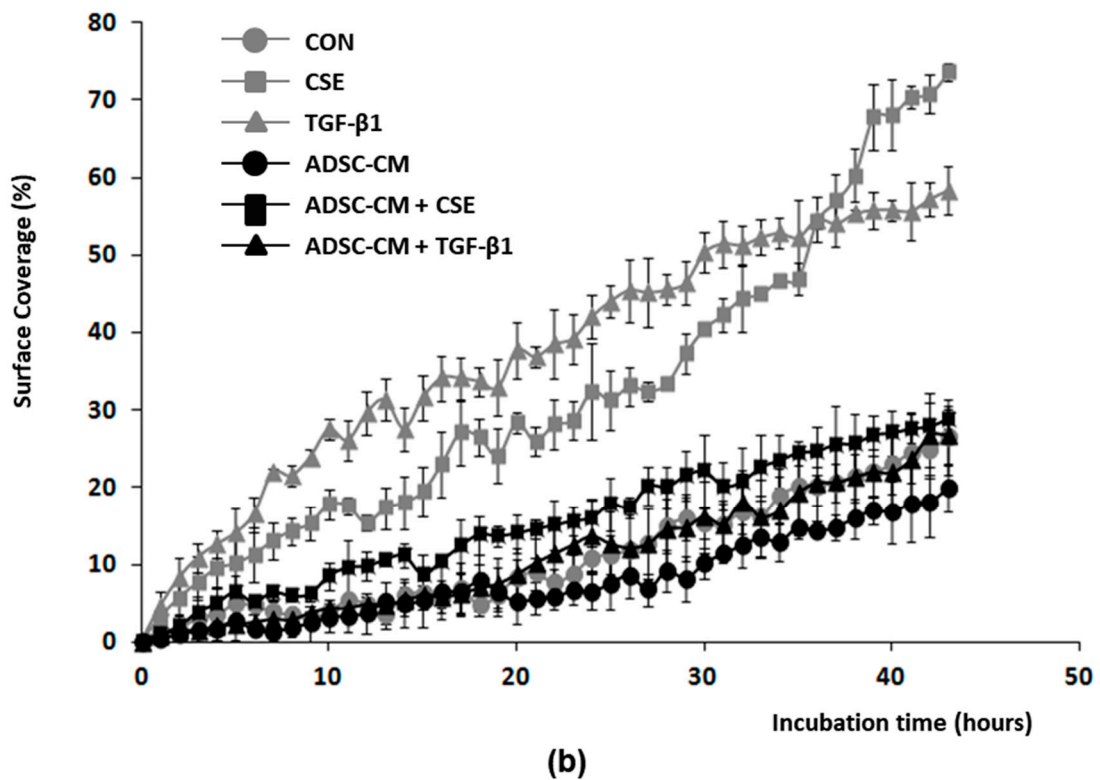 80
70
60
50
40
30
20
10
0
Surface Coverage (%)
CON
CSE
TGF-β1
ADSC-CM
ADSC-CM + CSE
ADSC-CM + TGF-β1
0 10 20 30 40 50
Incubation time (hours)
(b)